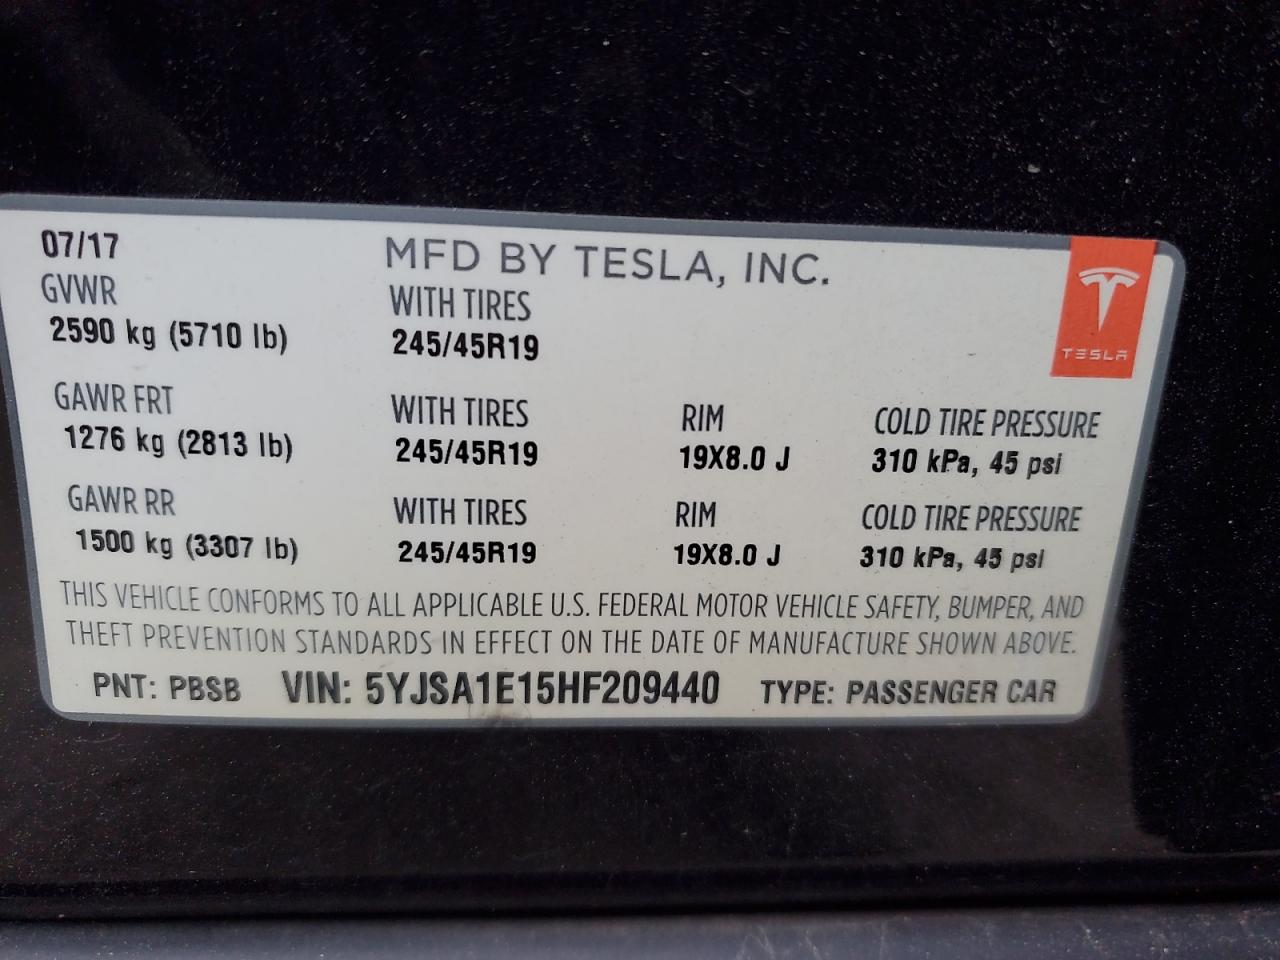 07/17 MFD BY TESLA, INC.
GVWR WITH TIRES
2590 kg (5710 lb) 245/45R19
TESLA
GAWR FRT WITH TIRES RIM COLD TIRE PRESSURE
1276 kg (2813 lb) 245/45R19 19X8.0 J 310 kPa, 45 psi
GAWR RR WITH TIRES RIM COLD TIRE PRESSURE
1500 kg (3307 lb) 245/45R19 19X8.0 J 310 kPa, 45 psi
THIS VEHICLE CONFORMS TO ALL APPLICABLE U.S. FEDERAL MOTOR VEHICLE SAFETY, BUMPER, AND
THEFT PREVENTION STANDARDS IN EFFECT ON THE DATE OF MANUFACTURE SHOWN ABOVE.
PNT: PBSB VIN: 5YJSA1E15HF209440 TYPE: PASSENGER CAR